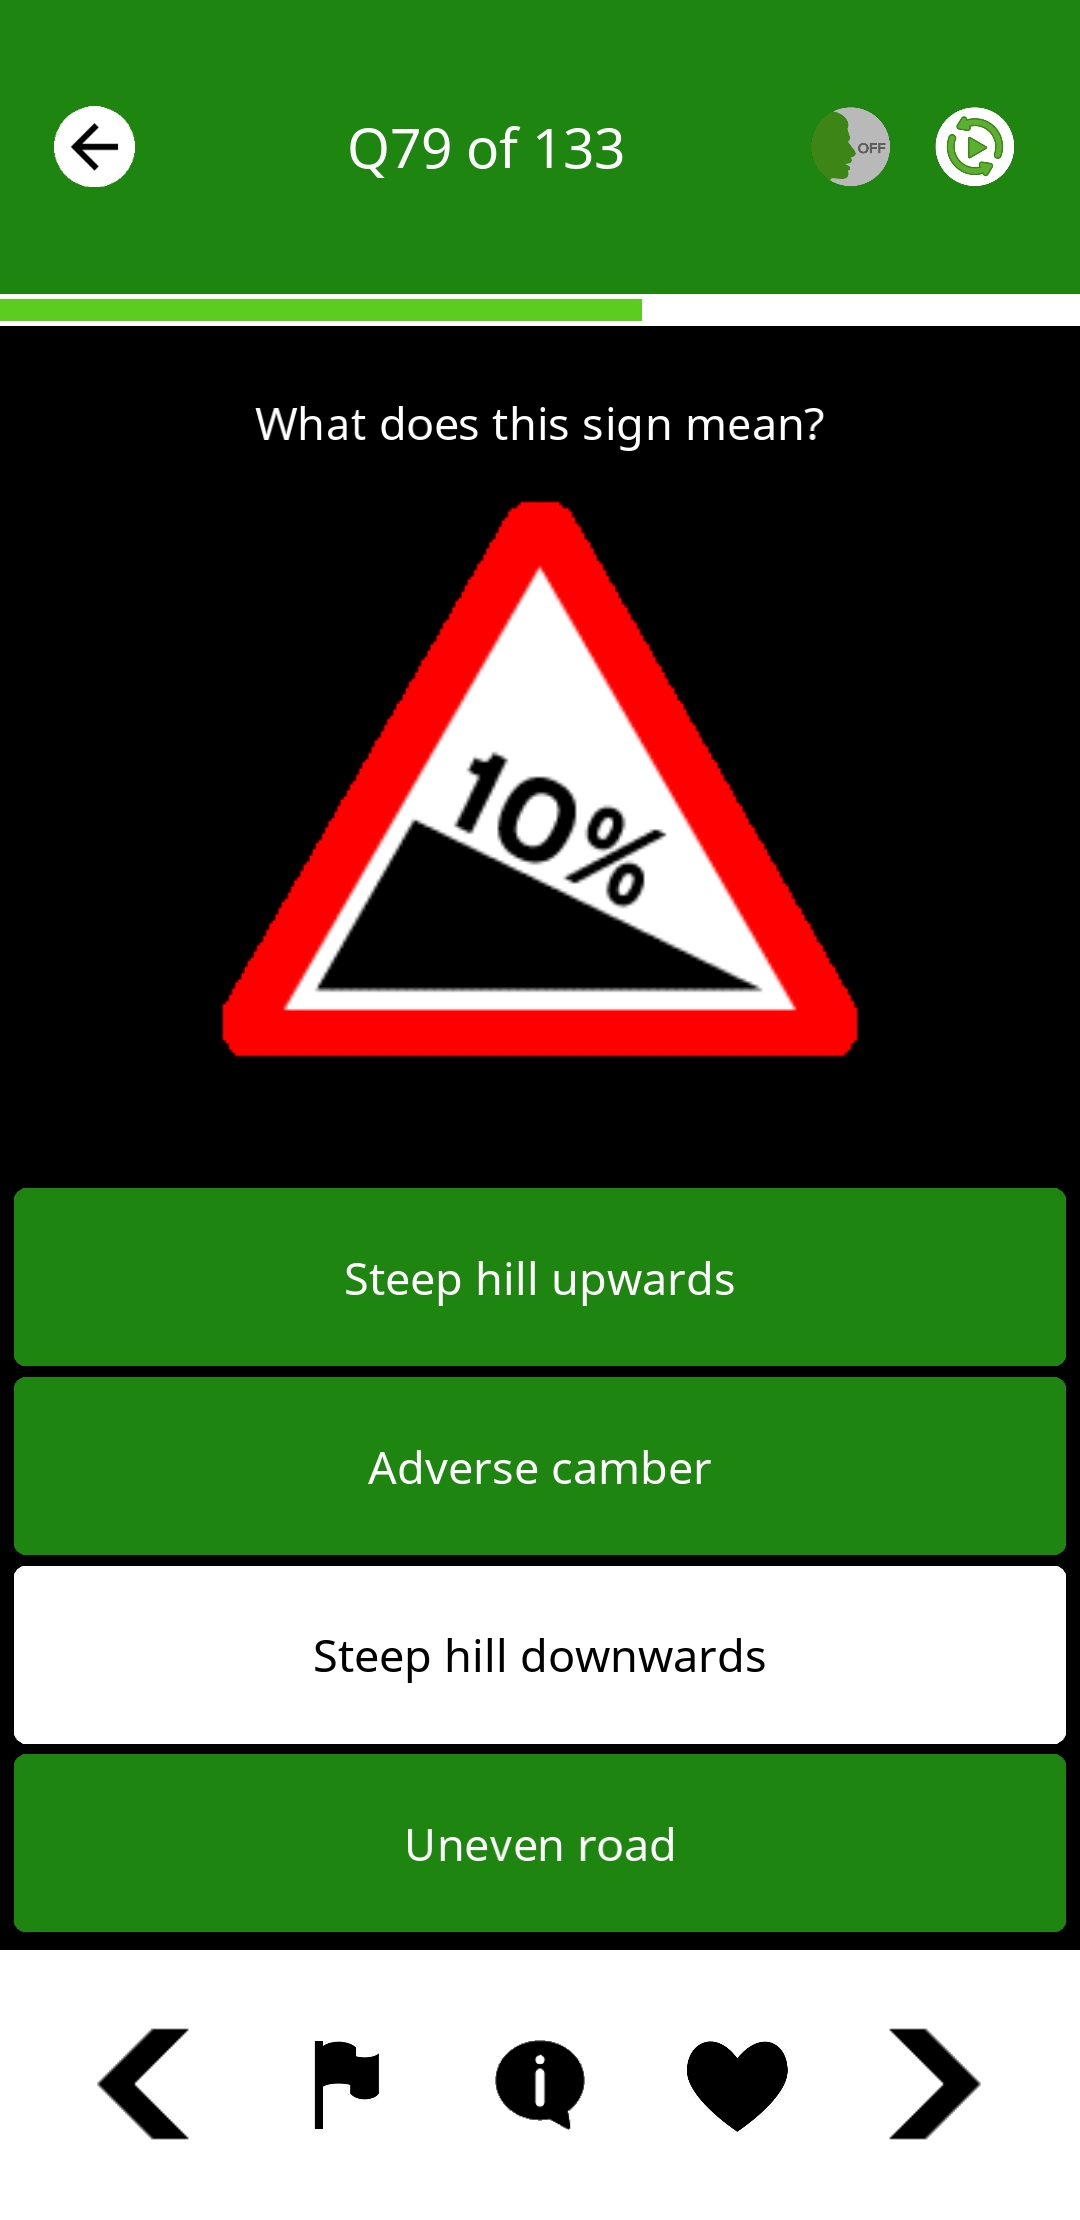 Q79 of 133
OFF
What does this sign mean?
10%
Steep hill upwards
Adverse camber
Steep hill downwards
Uneven road